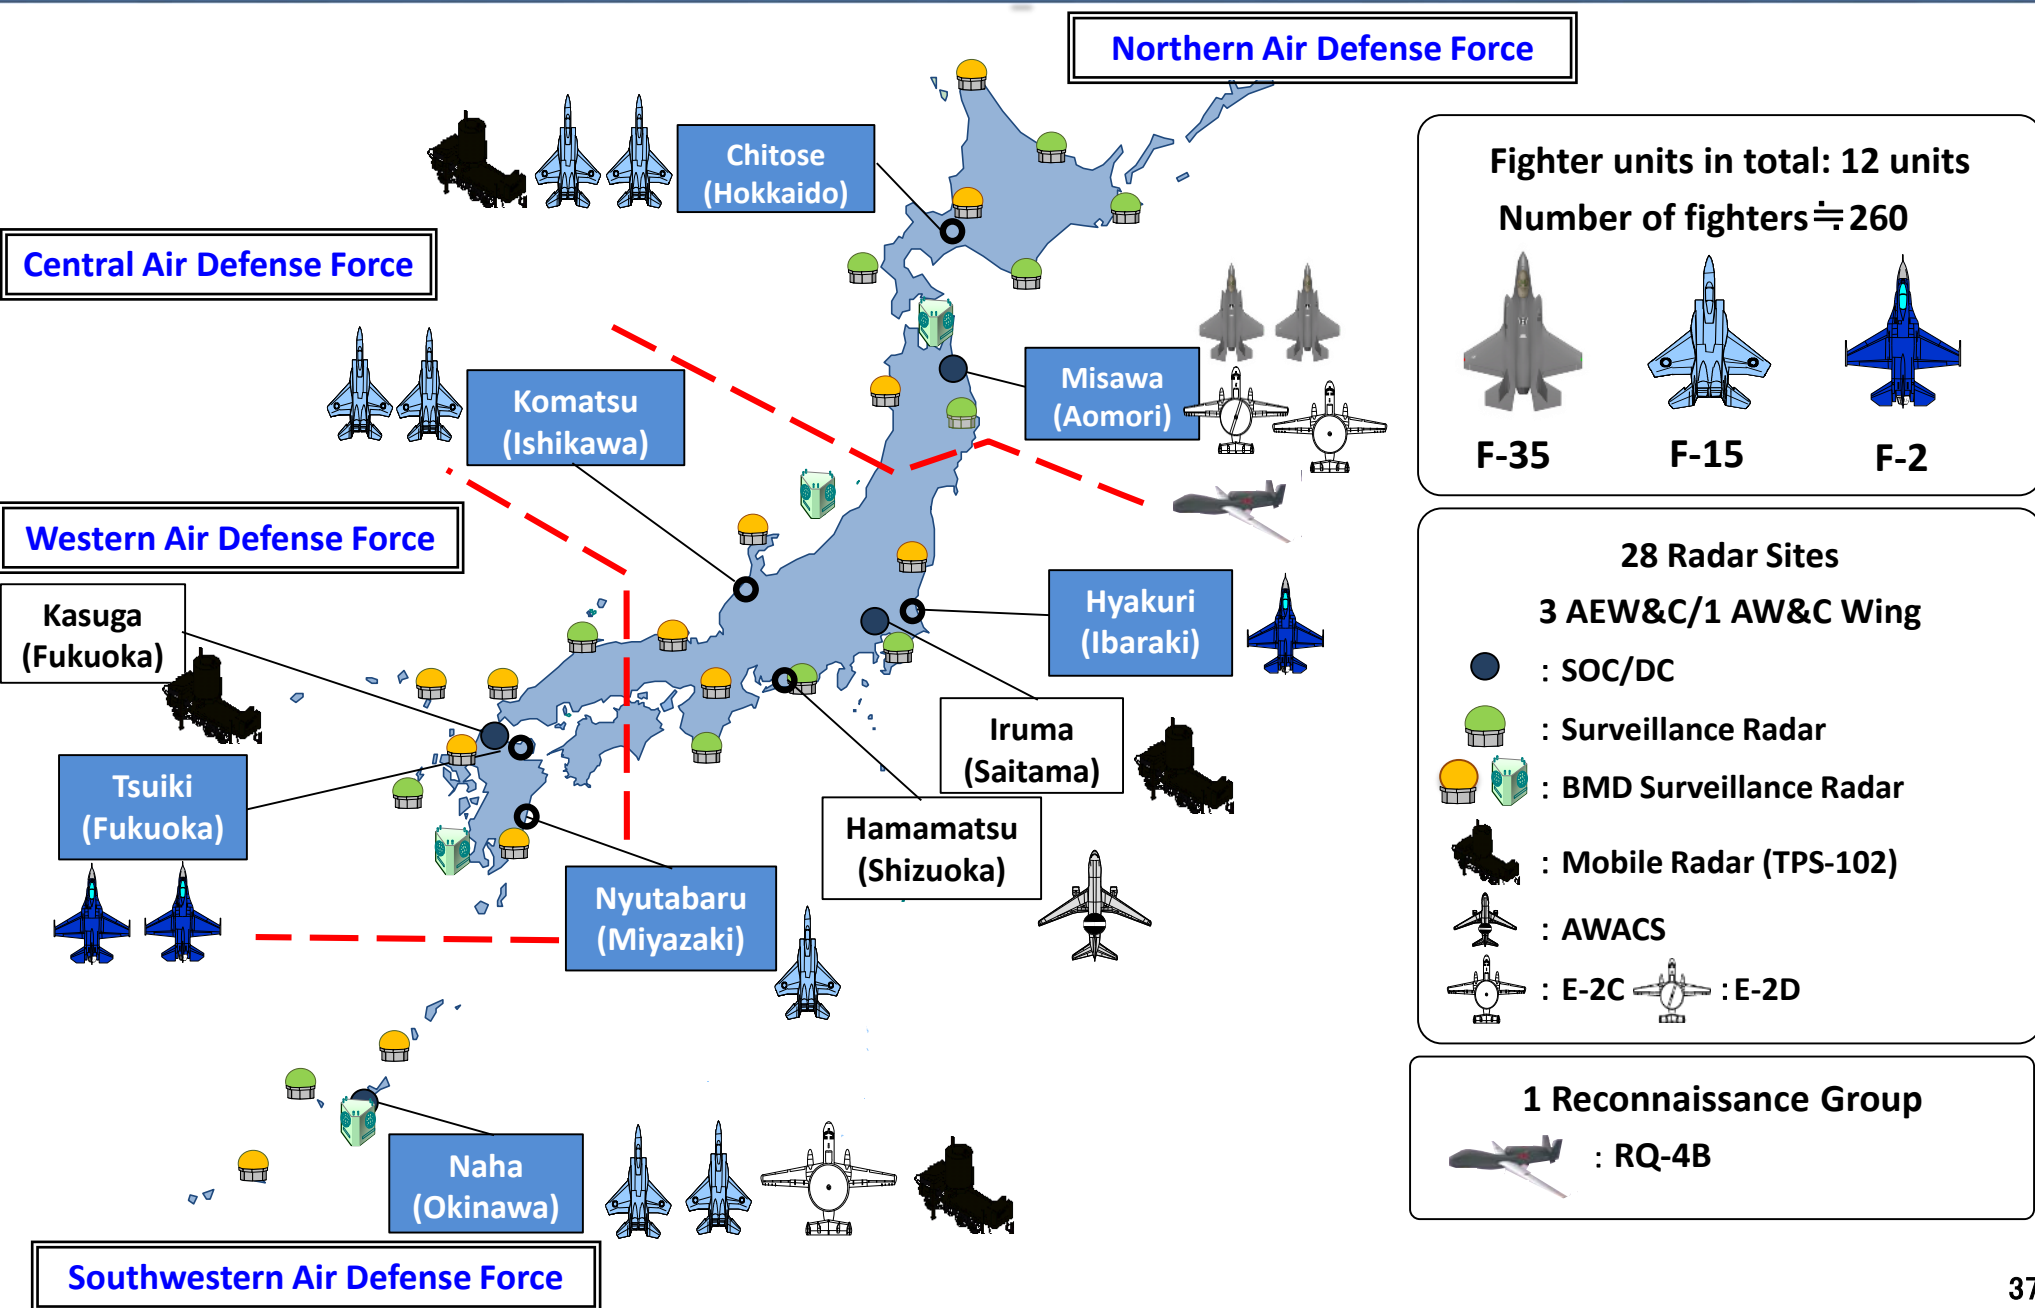 Northern Air Defense Force
Chitose
(Hokkaido)
Central Air Defense Force
Komatsu
(Ishikawa)
Misawa
(Aomori)
Western Air Defense Force
Kasuga
(Fukuoka)
Hyakuri
(Ibaraki)
Iruma
(Saitama)
Tsuiki
(Fukuoka)
Hamamatsu
(Shizuoka)
Nyutabaru
(Miyazaki)
Naha
(Okinawa)
Southwestern Air Defense Force
Fighter units in total: 12 units
Number of fighters≒260
F-35
F-15
F-2
28 Radar Sites
3 AEW&C/1 AW&C Wing
: SOC/DC
: Surveillance Radar
: BMD Surveillance Radar
: Mobile Radar (TPS-102)
: AWACS
: E-2C : E-2D
1 Reconnaissance Group
: RQ-4B
37